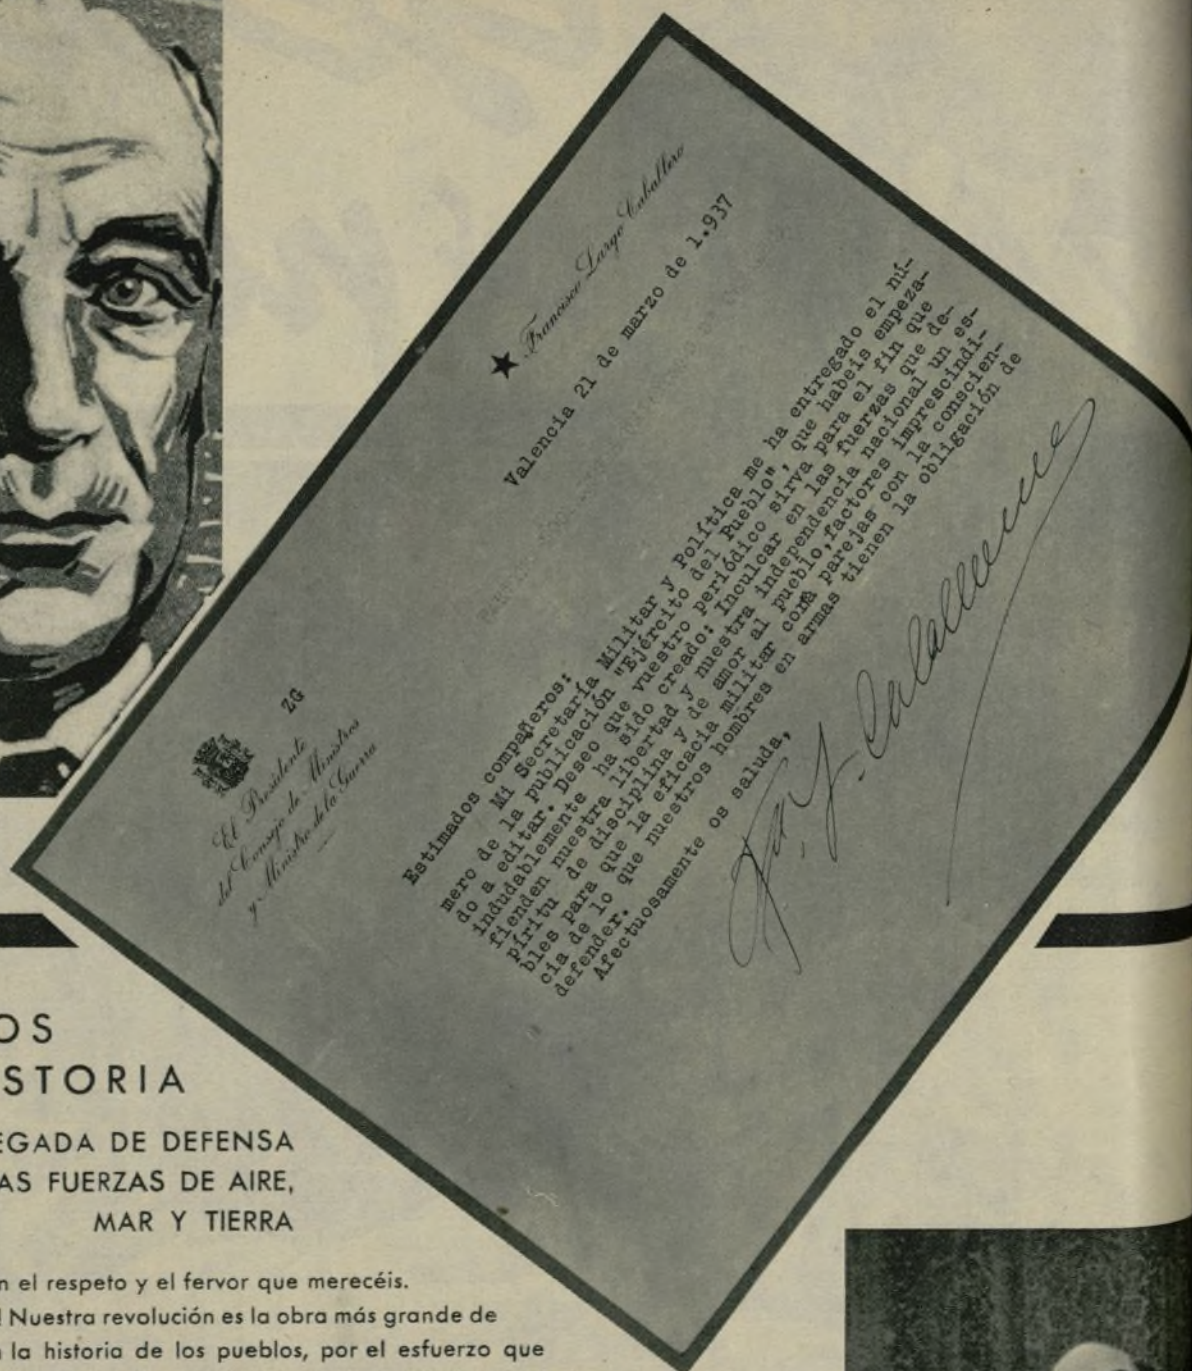 ★ Francisco Largo Caballero
Valencia 21 de marzo de 1.937
ZG
El Presidente
del Consejo de Ministros
y Ministro de la Guerra
Estimados compañeros:
Mi Secretaría Militar y Política me ha entregado el nú-
mero de la publicación "Ejército del Pueblo", que habeis empeza-
do a editar. Deseo que vuestro periódico sirva para el fin que
indudablemente ha sido creado: Inculcar en las fuerzas que de-
fienden nuestra libertad y nuestra independencia nacional un es-
píritu de disciplina y de amor al pueblo,factores imprescindi-
bles para que la eficacia militar corra parejas con la conscien-
cia de lo que nuestros hombres en armas tienen la obligación de
defender.
Afectuosamente os saluda,
OS
STORIA
EGADA DE DEFENSA
AS FUERZAS DE AIRE,
MAR Y TIERRA
n el respeto y el fervor que merecéis.
! Nuestra revolución es la obra más grande de
la historia de los pueblos, por el esfuerzo que